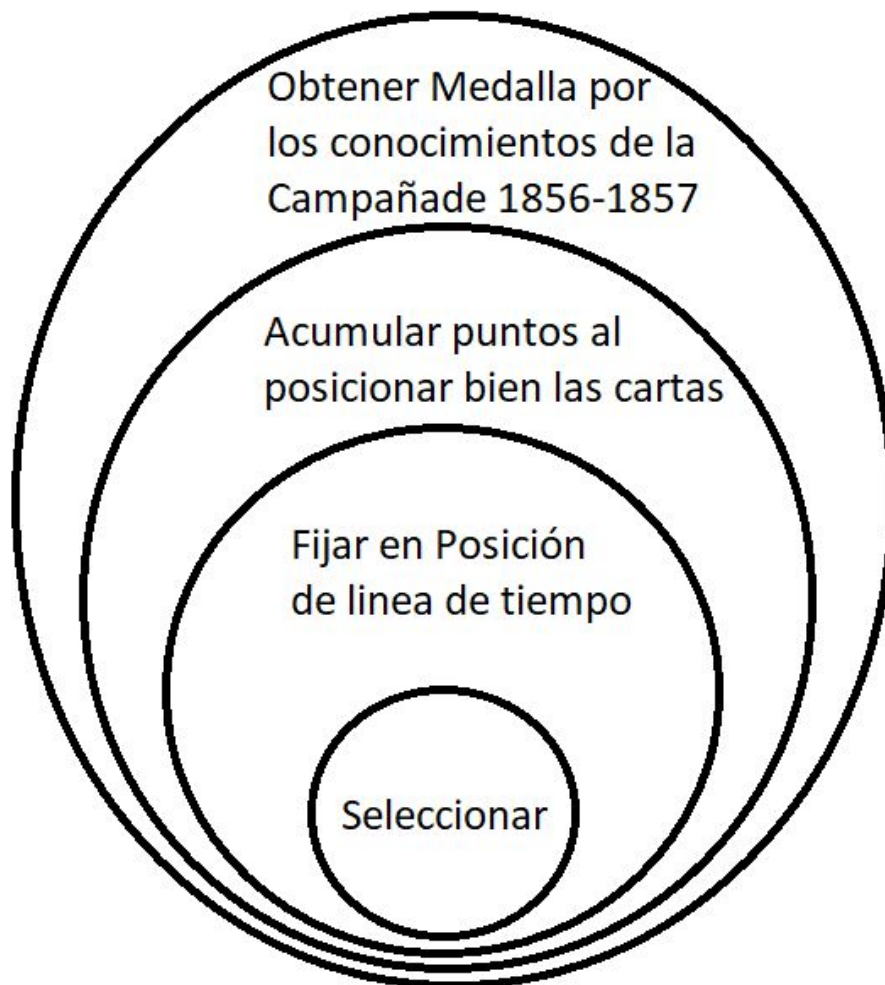 Obtener Medalla por
los conocimientos de la
Campañade 1856-1857
Acumular puntos al
posicionar bien las cartas
Fijar en Posición
de linea de tiempo
Seleccionar